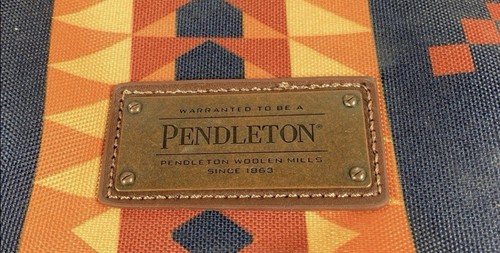 WARRANTED TO BE A
PENDLETON®
PENDLETON WOOLEN MILLS
SINCE 1863